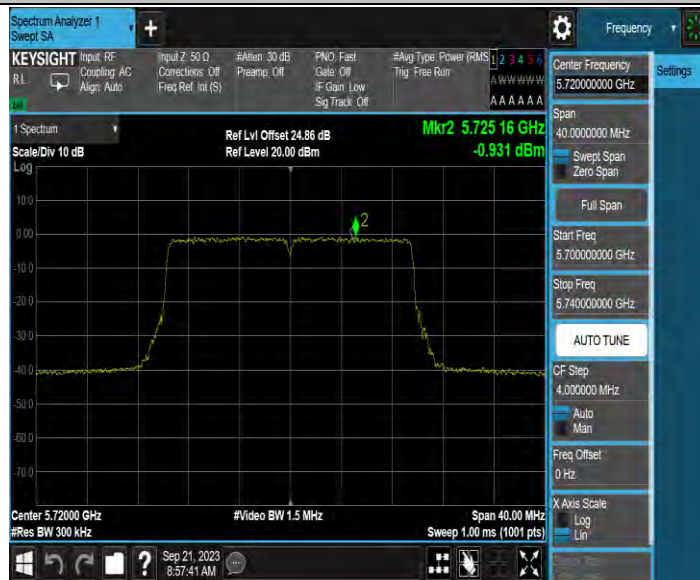 Spectrum Analyzer 1
Swept SA
+
Frequency
KEYSIGHT
RL
Input: RF
Coupling: AC
Align: Auto
Input Z: 50 Ω
Corrections: Off
Freq Ref: Int (S)
#Atten: 30 dB
Preamp: Off
PNO: Fast
Gate: Off
IF Gain: Low
Sig Track: Off
#Avg Type: Power (RMS
Trig: Free Run
1 2 3 4 5 6
A W W W W W
A A A A A A
1 Spectrum
Scale/Div 10 dB
Log
Ref Lvl Offset 24.86 dB
Ref Level 20.00 dBm
Mkr2 5.725 16 GHz
-0.931 dBm
2
10.0
0.00
-10.0
-20.0
-30.0
-40.0
-50.0
-60.0
-70.0
Center 5.72000 GHz
#Res BW 300 kHz
#Video BW 1.5 MHz
Span 40.00 MHz
Sweep 1.00 ms (1001 pts)
Center Frequency
5.720000000 GHz
Settings
Span
40.0000000 MHz
Swept Span
Zero Span
Full Span
Start Freq
5.700000000 GHz
Stop Freq
5.740000000 GHz
AUTO TUNE
CF Step
4.000000 MHz
Auto
Man
Freq Offset
0 Hz
X Axis Scale
Log
Lin
?
Sep 21, 2023
8:57:41 AM